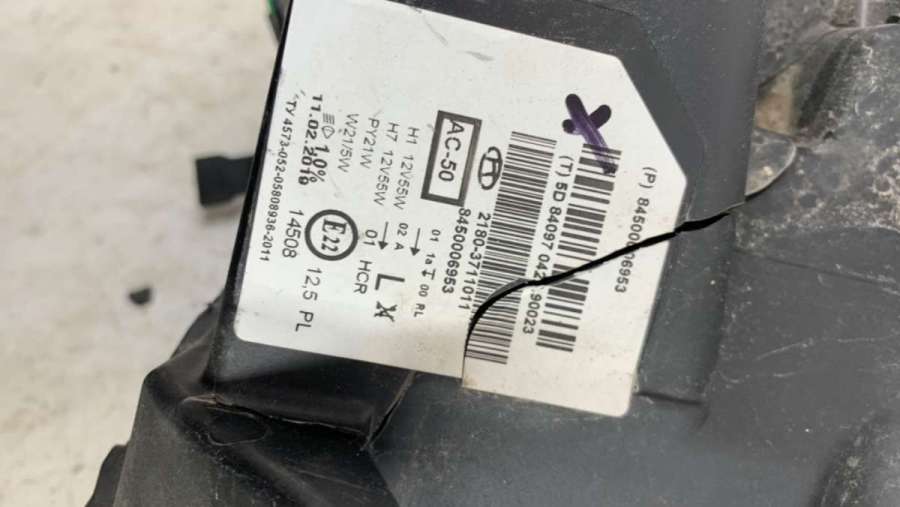 (P) 8450006953
(T) 5D 84097 042
90023
2180-3711011
8450006953
AC-50
01 1a 00 RL
H1 12V55W 02 A
H7 12V55W 01 HCR
L
PY21W
W21/5W
E22
1,0%
11.02.2016 14508 12,5 PL
ТУ 4573-052-05808936-2011